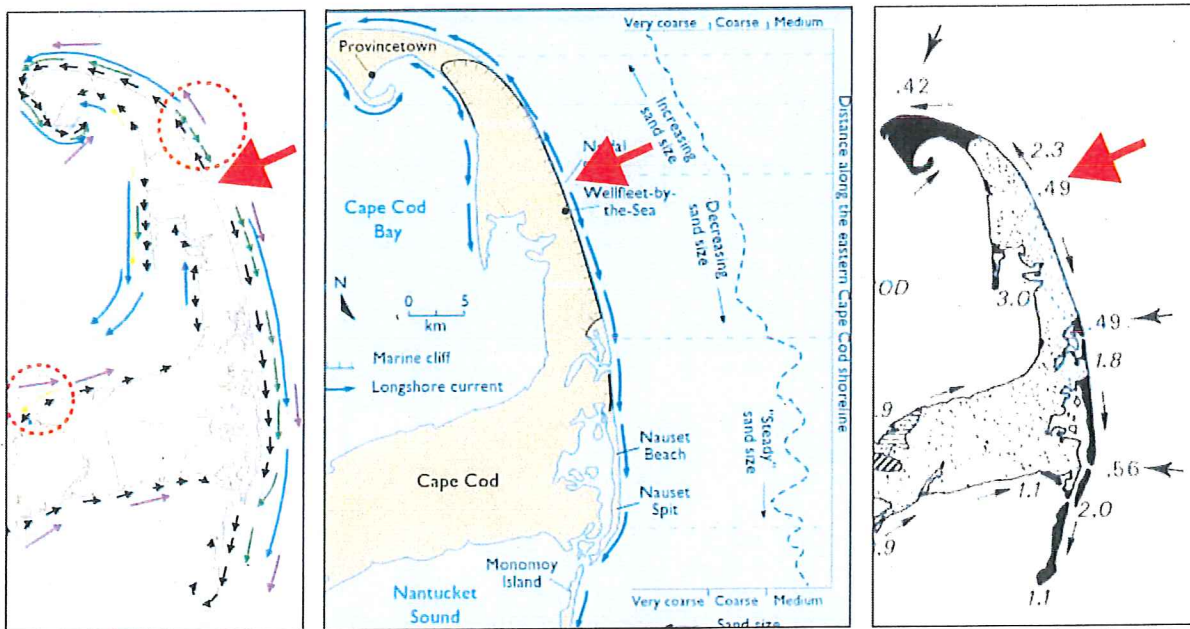 Very coarse
Coarse
Medium
Provincetown
Increasing
sand size
Wellfleet-by-
the-Sea
Decreasing
sand size
Cape Cod
Bay
N
0 5
km
Marine cliff
Longshore current
"Steady"
sand size
Nauset
Beach
Cape Cod
Nauset
Spit
Monomoy
Island
Nantucket
Sound
Very coarse
Coarse
Medium
Sand size
Distance along the eastern Cape Cod shoreline
.42
2.3
.49
OD
3.0
.49
1.8
.9
.56
1.1
2.0
.9
1.1